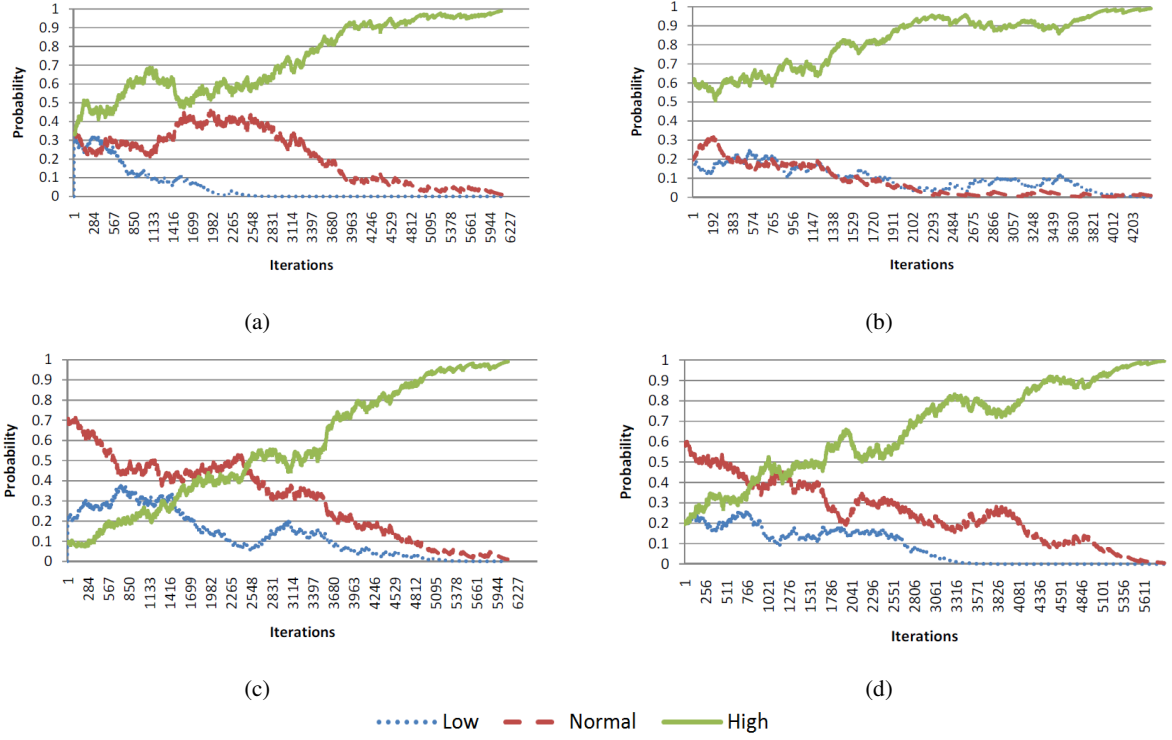 1
0.9
0.8
0.7
0.6
0.5
0.4
0.3
0.2
0.1
0
Probability
1 284 567 850 1133 1416 1699 1982 2265 2548 2831 3114 3397 3680 3963 4246 4529 4812 5095 5378 5661 5944 6227
Iterations
(a)
1
0.9
0.8
0.7
0.6
0.5
0.4
0.3
0.2
0.1
0
Probability
1 192 383 574 765 956 1147 1338 1529 1720 1911 2102 2293 2484 2675 2866 3057 3248 3439 3630 3821 4012 4203
Iterations
(b)
1
0.9
0.8
0.7
0.6
0.5
0.4
0.3
0.2
0.1
0
Probability
1 284 567 850 1133 1416 1699 1982 2265 2548 2831 3114 3397 3680 3963 4246 4529 4812 5095 5378 5661 5944 6227
Iterations
(c)
1
0.9
0.8
0.7
0.6
0.5
0.4
0.3
0.2
0.1
0
Probability
1 256 511 766 1021 1276 1531 1786 2041 2296 2551 2806 3061 3316 3571 3826 4081 4336 4591 4846 5101 5356 5611
Iterations
(d)
Low Normal High